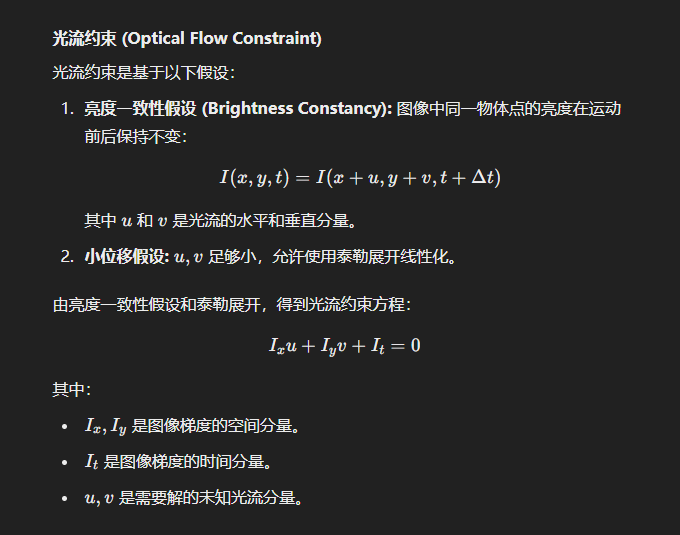 光流约束 (Optical Flow Constraint)
光流约束是基于以下假设：
1. 亮度一致性假设 (Brightness Constancy): 图像中同一物体点的亮度在运动
前后保持不变：
I(x, y, t) = I(x + u, y + v, t + Δt)
其中 u 和 v 是光流的水平和垂直分量。
2. 小位移假设: u, v 足够小，允许使用泰勒展开线性化。
由亮度一致性假设和泰勒展开，得到光流约束方程：
Iₓu + I_yv + I_t = 0
其中：
• Iₓ, I_y 是图像梯度的空间分量。
• I_t 是图像梯度的时间分量。
• u, v 是需要解的未知光流分量。